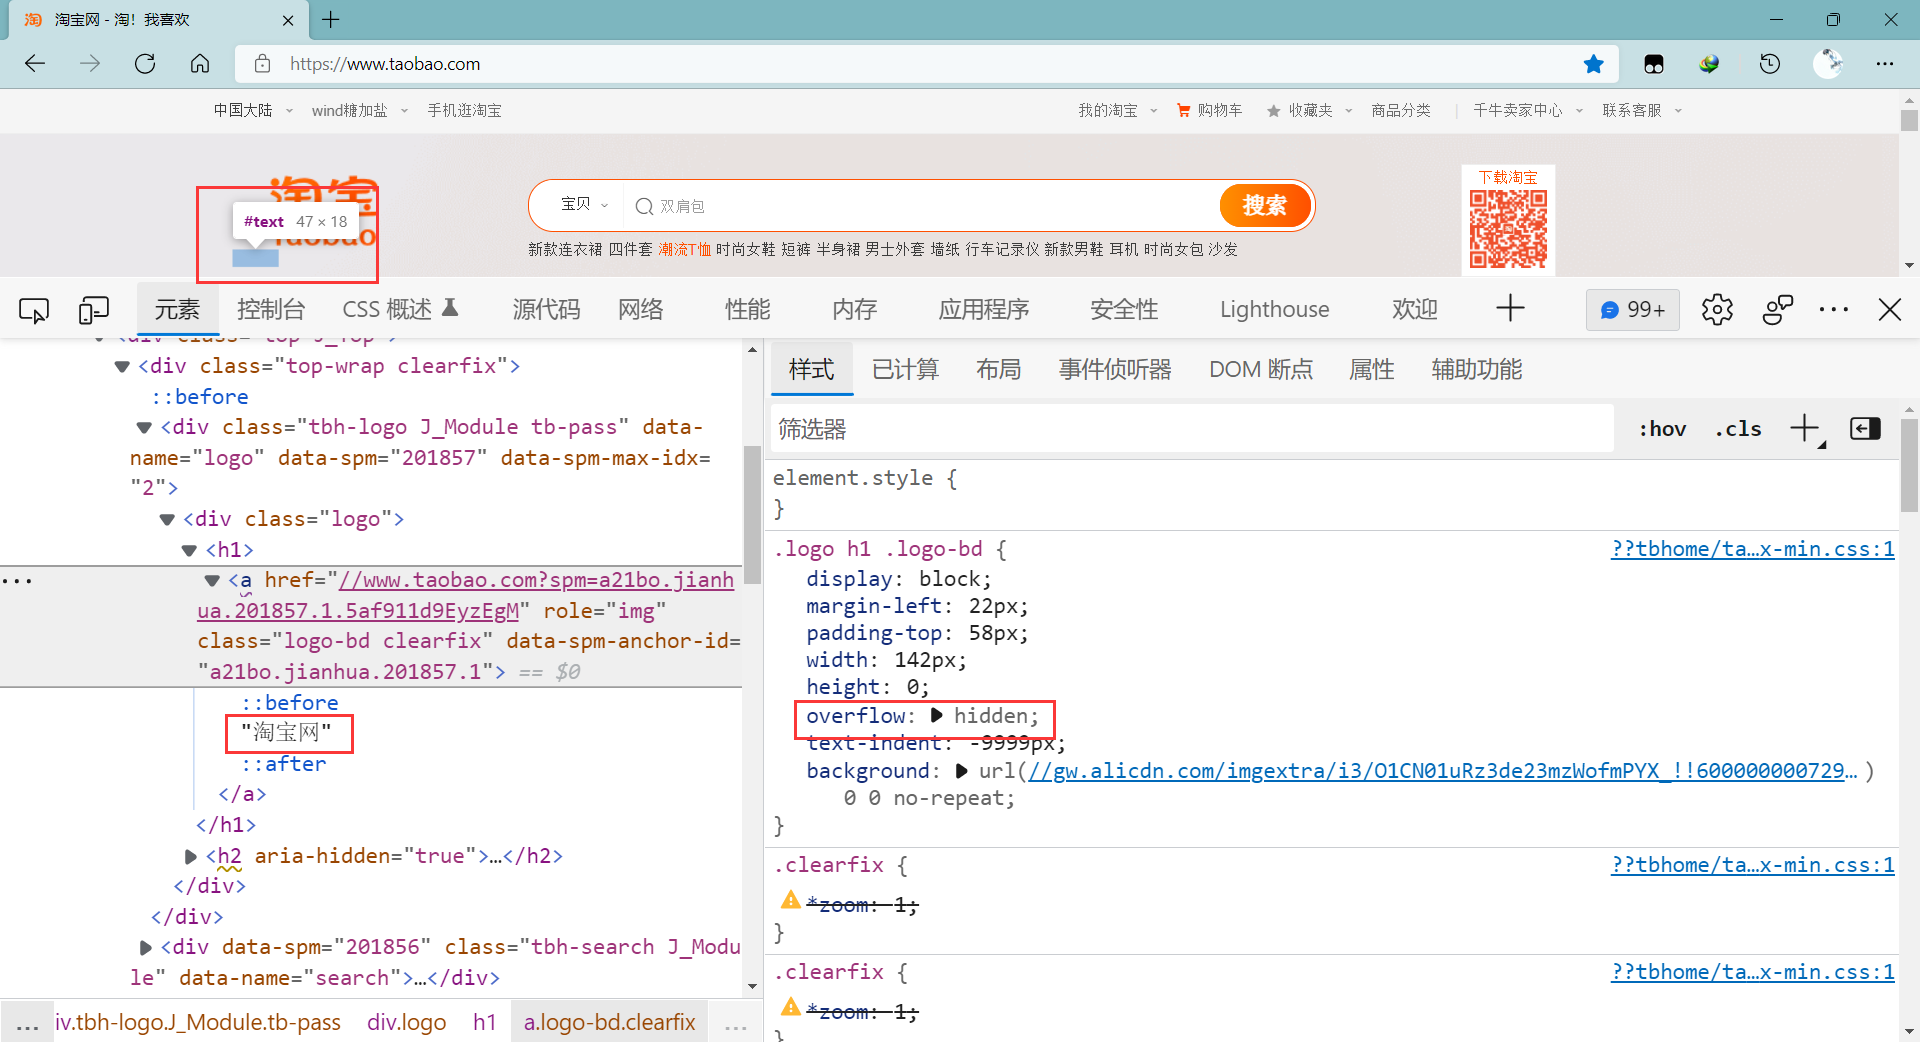 淘宝网 - 淘！我喜欢
https://www.taobao.com
中国大陆 wind糖加盐 手机逛淘宝 我的淘宝 购物车 收藏夹 商品分类 千牛卖家中心 联系客服
淘宝
#text 47 × 18
Taobao
宝贝 双肩包 搜索
新款连衣裙 四件套 潮流T恤 时尚女鞋 短裤 半身裙 男士外套 墙纸 行车记录仪 新款男鞋 耳机 时尚女包 沙发
下载淘宝
元素 控制台 CSS 概述 源代码 网络 性能 内存 应用程序 安全性 Lighthouse 欢迎 99+
<div class="top J_Top">
<div class="top-wrap clearfix">
::before
<div class="tbh-logo J_Module tb-pass" data-
name="logo" data-spm="201857" data-spm-max-idx=
"2">
<div class="logo">
<h1>
<a href="//www.taobao.com?spm=a21bo.jianh
ua.201857.1.5af911d9EyzEgM" role="img"
class="logo-bd clearfix" data-spm-anchor-id=
"a21bo.jianhua.201857.1"> == $0
::before
"淘宝网"
::after
</a>
</h1>
<h2 aria-hidden="true">…</h2>
</div>
</div>
<div data-spm="201856" class="tbh-search J_Modu
le" data-name="search">…</div>
... iv.tbh-logo.J_Module.tb-pass div.logo h1 a.logo-bd.clearfix ...
样式 已计算 布局 事件侦听器 DOM 断点 属性 辅助功能
筛选器 :hov .cls
element.style {
}
.logo h1 .logo-bd { ??tbhome/ta…x-min.css:1
display: block;
margin-left: 22px;
padding-top: 58px;
width: 142px;
height: 0;
overflow: hidden;
text-indent: -9999px;
background: url(//gw.alicdn.com/imgextra/i3/O1CN01uRz3de23mzWofmPYX_!!600000000729… )
0 0 no-repeat;
}
.clearfix { ??tbhome/ta…x-min.css:1
*zoom: 1;
}
.clearfix { ??tbhome/ta…x-min.css:1
*zoom: 1;
}